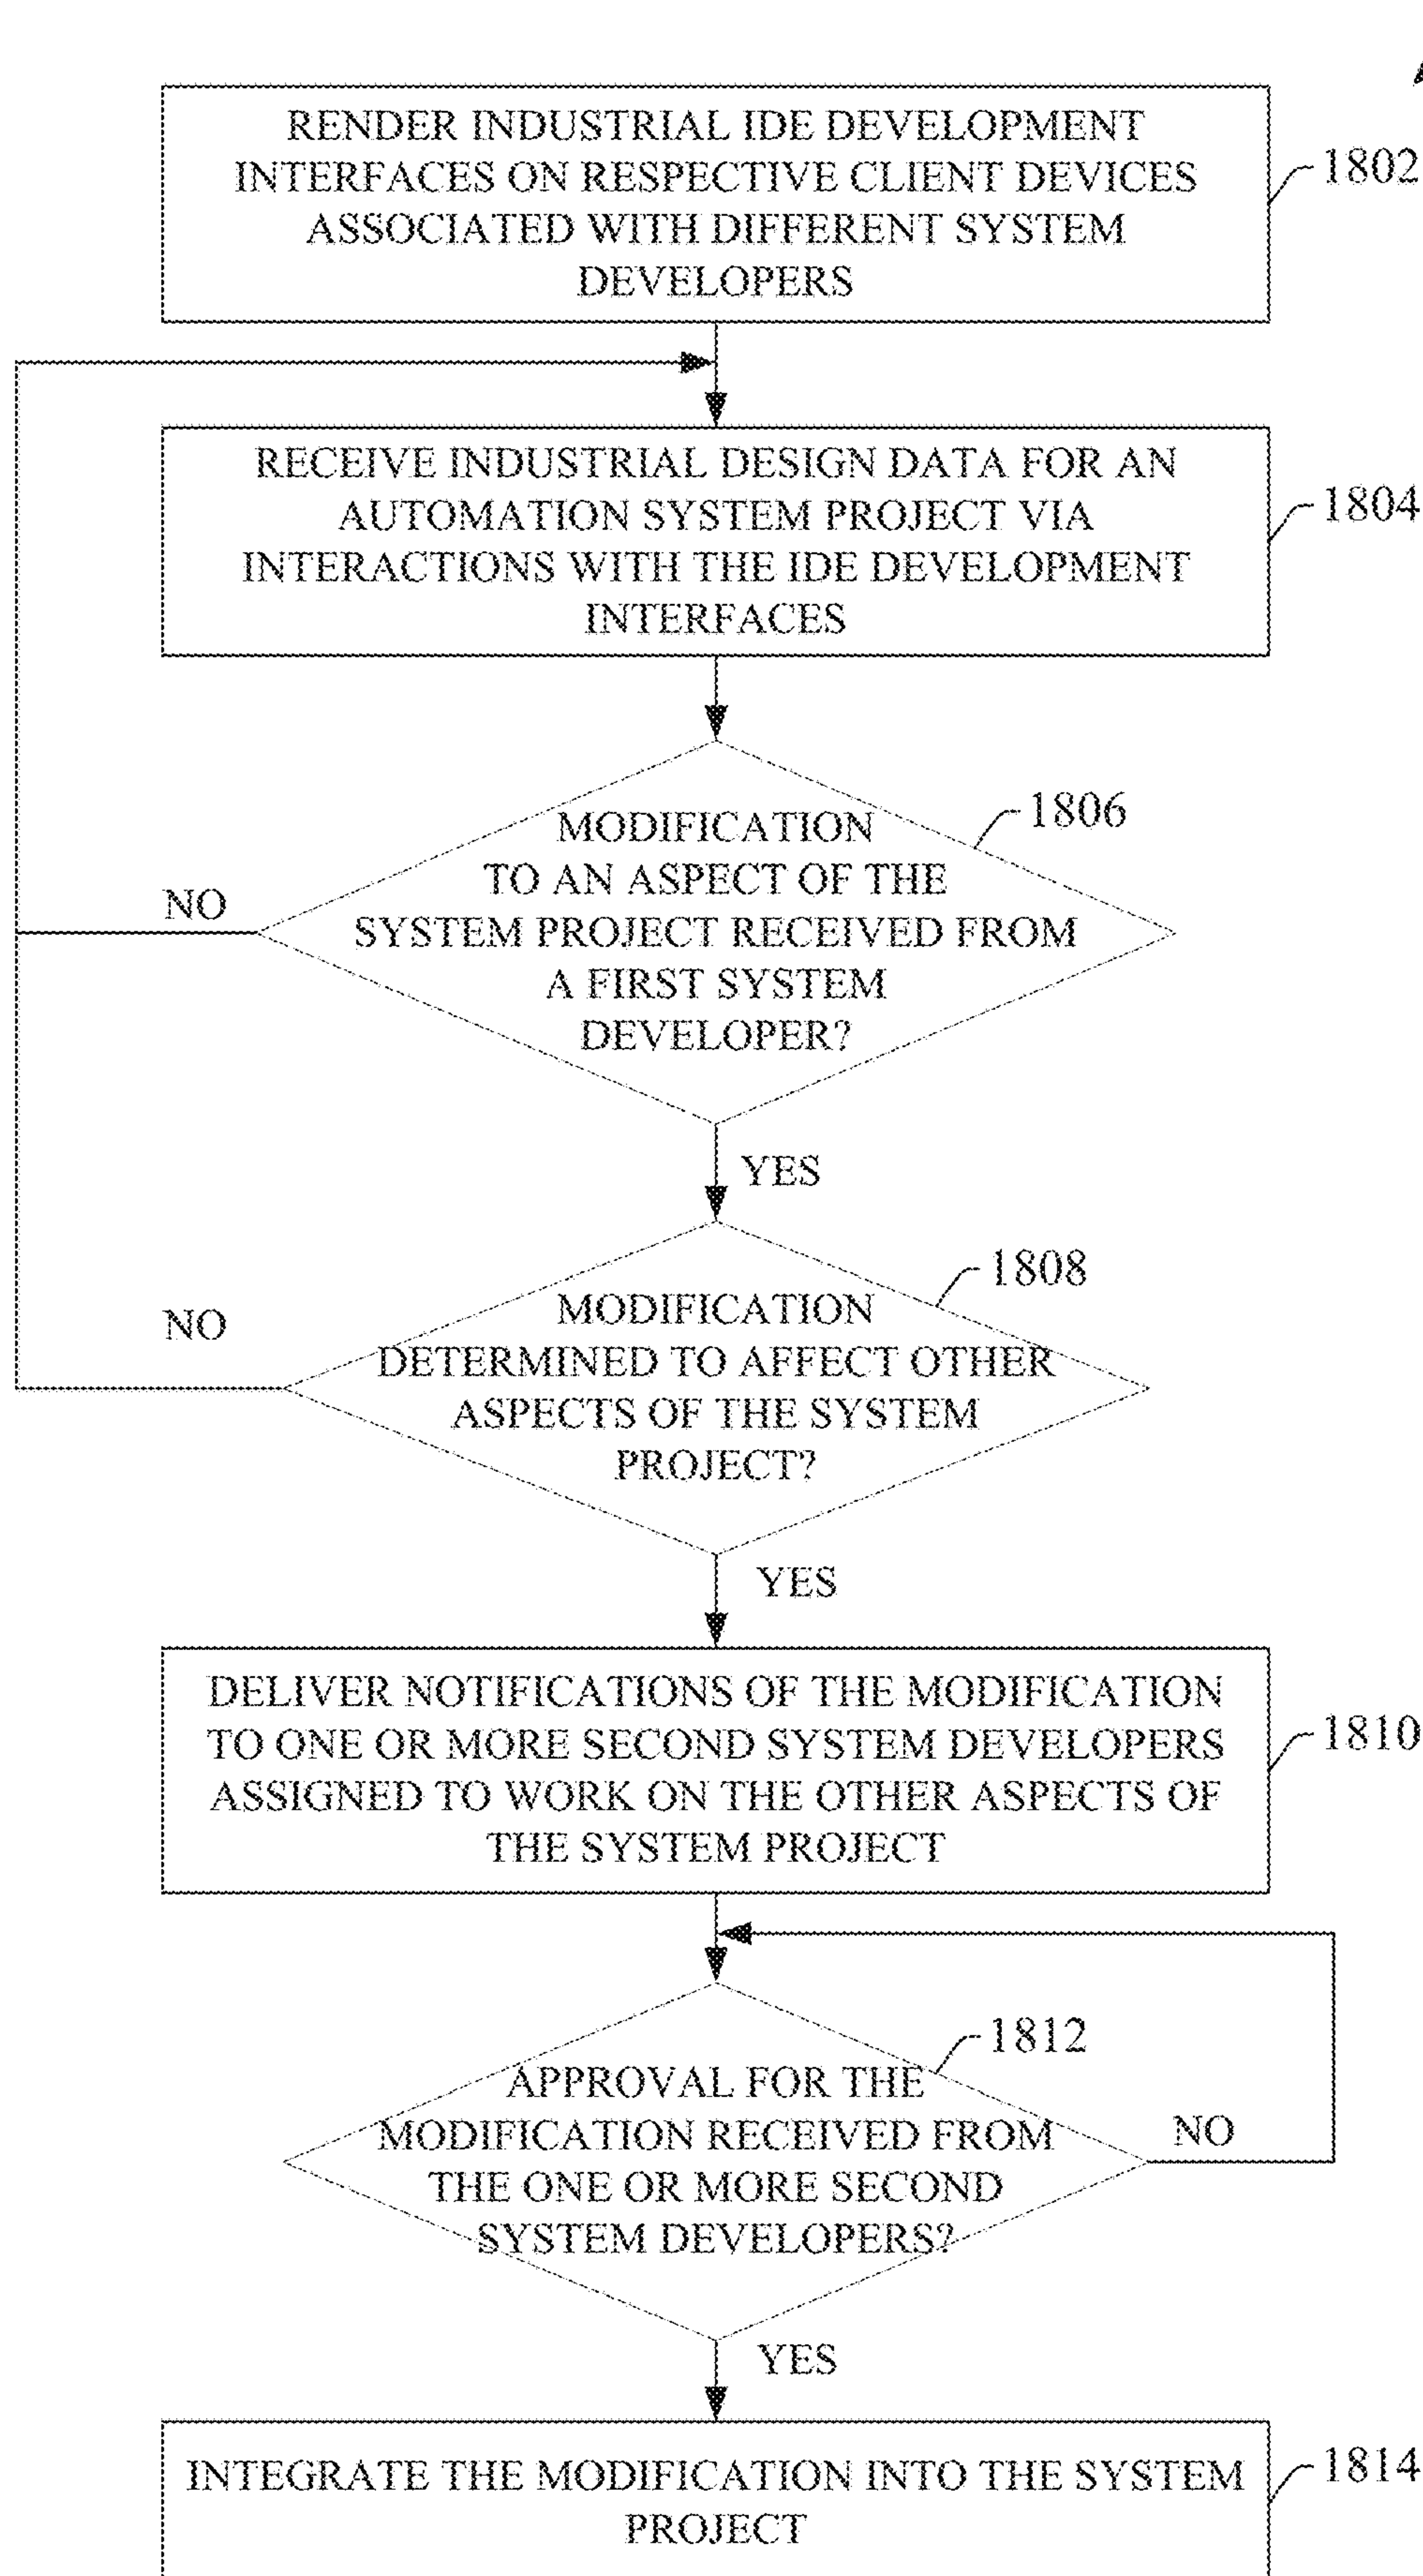 RENDER INDUSTRIAL IDE DEVELOPMENT
INTERFACES ON RESPECTIVE CLIENT DEVICES
ASSOCIATED WITH DIFFERENT SYSTEM
DEVELOPERS
1802
RECEIVE INDUSTRIAL DESIGN DATA FOR AN
AUTOMATION SYSTEM PROJECT VIA
INTERACTIONS WITH THE IDE DEVELOPMENT
INTERFACES
1804
MODIFICATION
TO AN ASPECT OF THE
SYSTEM PROJECT RECEIVED FROM
A FIRST SYSTEM
DEVELOPER?
1806
NO
YES
MODIFICATION
DETERMINED TO AFFECT OTHER
ASPECTS OF THE SYSTEM
PROJECT?
1808
NO
YES
DELIVER NOTIFICATIONS OF THE MODIFICATION
TO ONE OR MORE SECOND SYSTEM DEVELOPERS
ASSIGNED TO WORK ON THE OTHER ASPECTS OF
THE SYSTEM PROJECT
1810
APPROVAL FOR THE
MODIFICATION RECEIVED FROM
THE ONE OR MORE SECOND
SYSTEM DEVELOPERS?
1812
NO
YES
INTEGRATE THE MODIFICATION INTO THE SYSTEM
PROJECT
1814